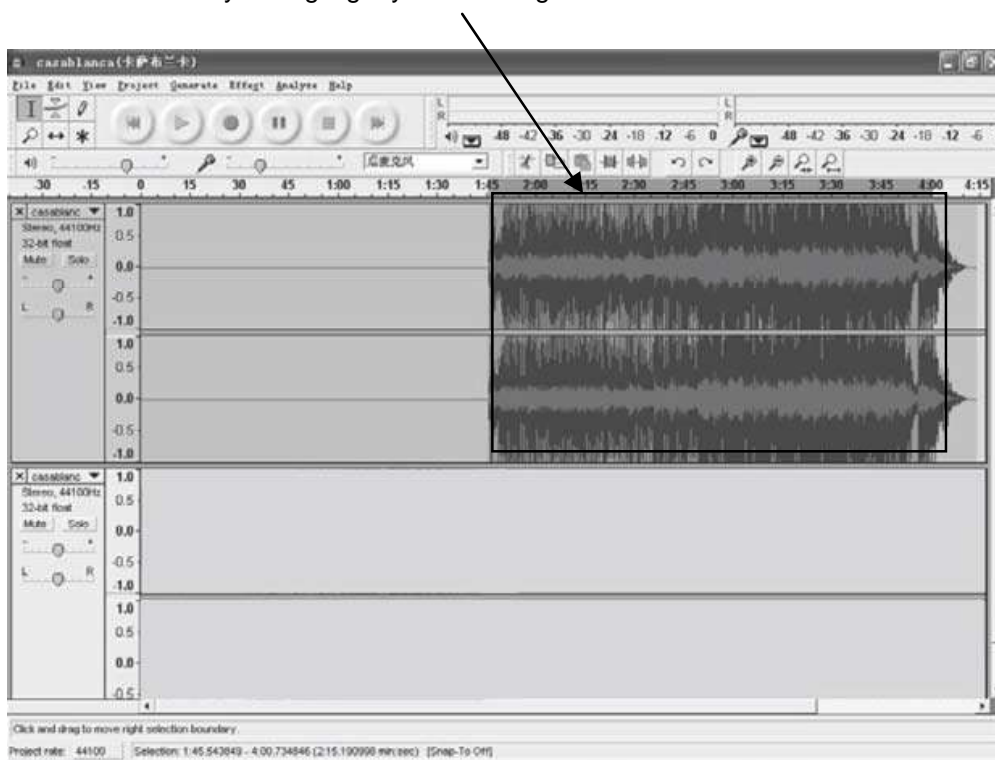 casablanca(卡萨布兰卡)
File Edit View Project Generate Effect Analyze Help
L
R
L
R
-48 -42 -36 -30 -24 -18 -12 -6 0
-48 -42 -36 -30 -24 -18 -12 -6
-30 -15 0 15 30 45 1:00 1:15 1:30 1:45 2:00 2:15 2:30 2:45 3:00 3:15 3:30 3:45 4:00 4:15
casablanc
Stereo, 44100Hz
32-bit float
Mute Solo
- +
L R
1.0
0.5
0.0
-0.5
-1.0
1.0
0.5
0.0
-0.5
-1.0
casablanc
Stereo, 44100Hz
32-bit float
Mute Solo
- +
L R
1.0
0.5
0.0
-0.5
-1.0
1.0
0.5
0.0
-0.5
Click and drag to move right selection boundary.
Project rate: 44100 Selection: 1:45.543849 - 4:00.734846 (2:15.190998 min:sec) [Snap-To Off]